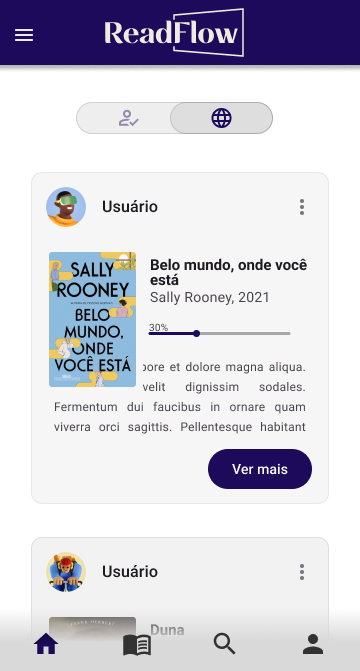 ReadFlow
Usuário
SALLY
ROONEY
BELO
MUNDO,
ONDE
VOCÊ ESTÁ
Belo mundo, onde você
está
Sally Rooney, 2021
30%
bore et dolore magna aliqua.
velit dignissim sodales.
Fermentum dui faucibus in ornare quam
viverra orci sagittis. Pellentesque habitant
Ver mais
Usuário
FRANK HERBERT
Duna